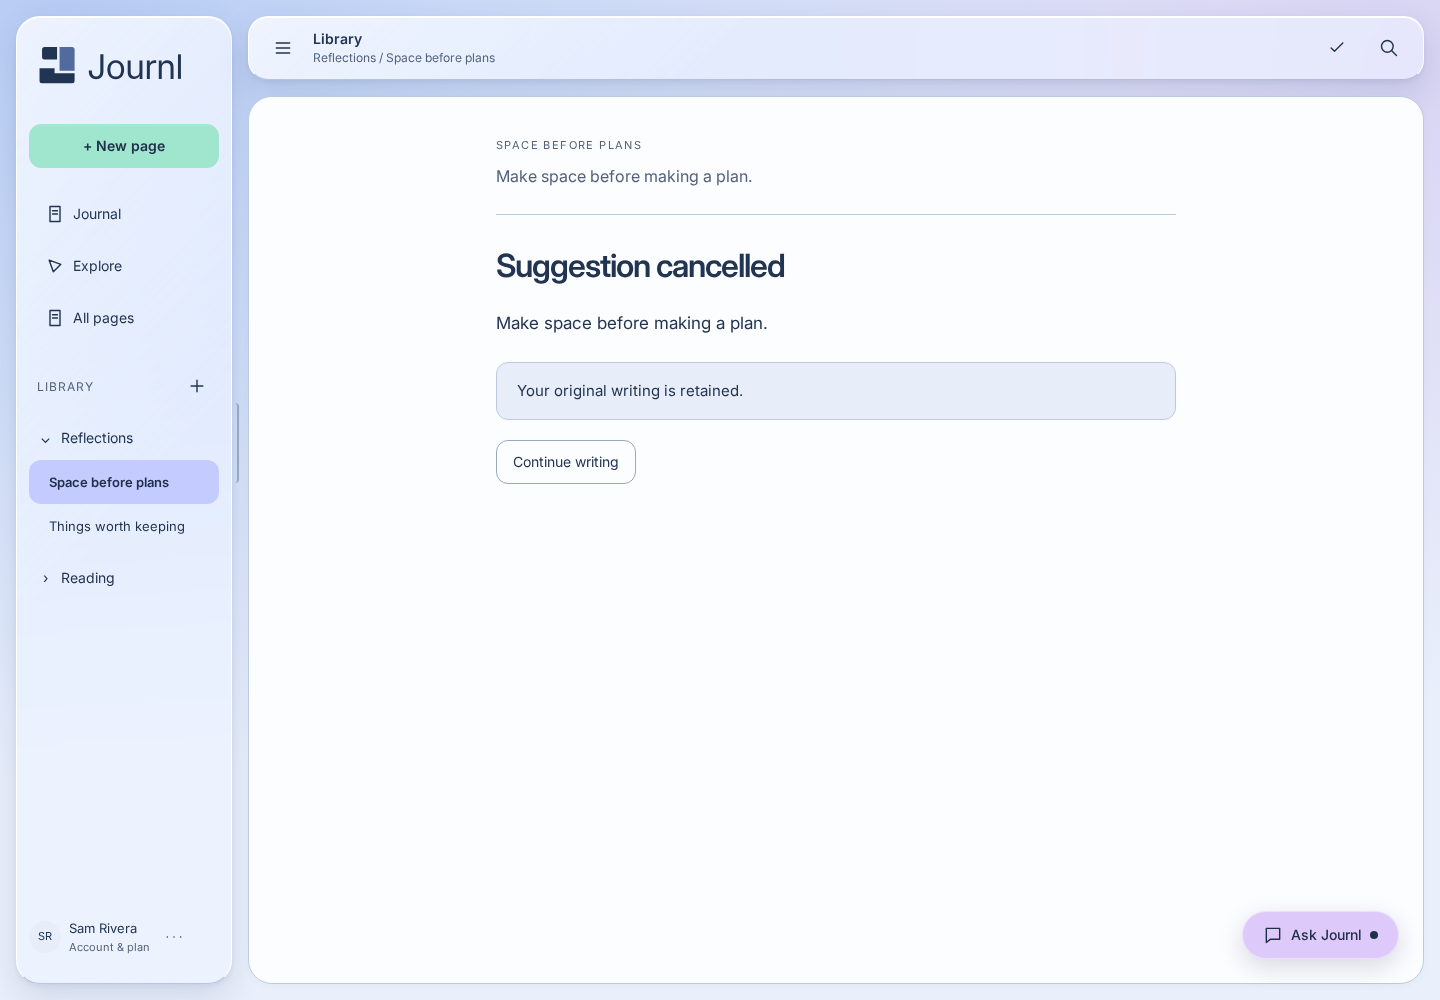 Journl
+ New page
Journal
Explore
All pages
LIBRARY
Reflections
Space before plans
Things worth keeping
Reading
SR
Sam Rivera
Account & plan
...
Library
Reflections / Space before plans
SPACE BEFORE PLANS
Make space before making a plan.
Suggestion cancelled
Make space before making a plan.
Your original writing is retained.
Continue writing
Ask Journl